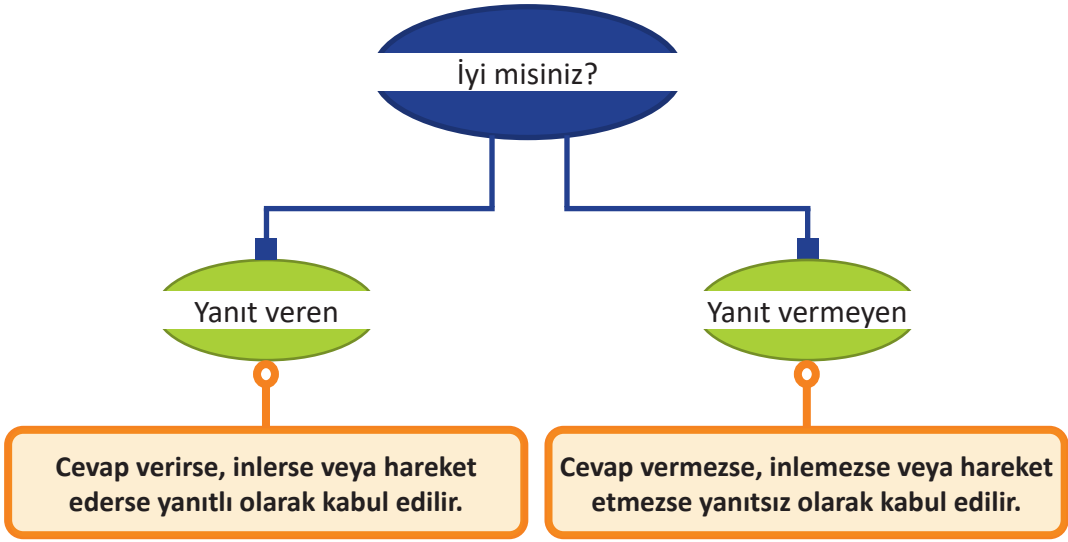 İyi misiniz?
Yanıt veren
Yanıt vermeyen
Cevap verirse, inlerse veya hareket
ederse yanıtlı olarak kabul edilir.
Cevap vermezse, inlemezse veya hareket
etmezse yanıtsız olarak kabul edilir.